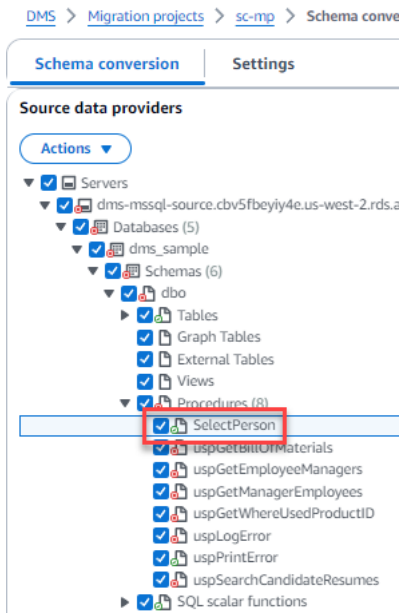 DMS > Migration projects > sc-mp > Schema conve
Schema conversion Settings
Source data providers
Actions
Servers
dms-mssql-source.cbv5fbeyiy4e.us-west-2.rds.a
Databases (5)
dms_sample
Schemas (6)
dbo
Tables
Graph Tables
External Tables
Views
Procedures (8)
SelectPerson
uspGetBillOfMaterials
uspGetEmployeeManagers
uspGetManagerEmployees
uspGetWhereUsedProductID
uspLogError
uspPrintError
uspSearchCandidateResumes
SQL scalar functions